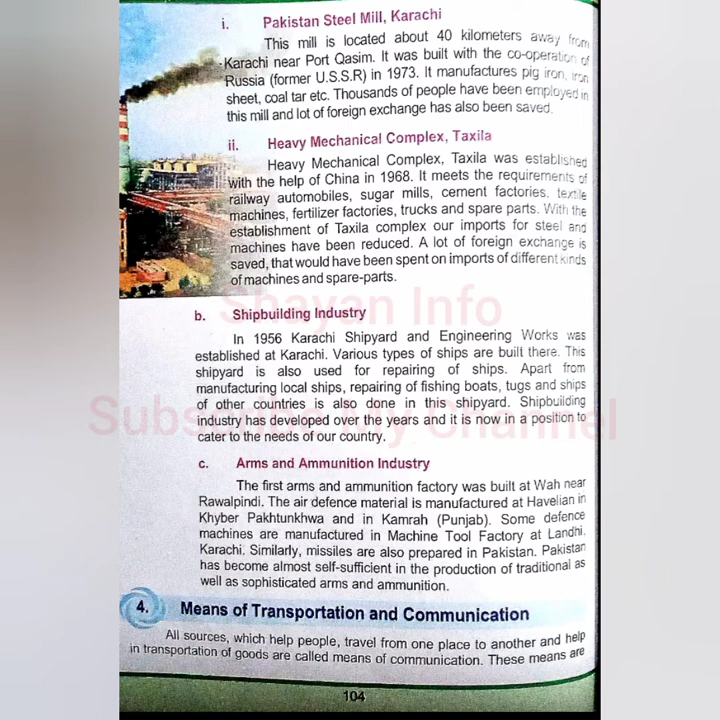 i. Pakistan Steel Mill, Karachi
This mill is located about 40 kilometers away from
Karachi near Port Qasim. It was built with the co-operation of
Russia (former U.S.S.R) in 1973. It manufactures pig iron, iron
sheet, coal tar etc. Thousands of people have been employed in
this mill and lot of foreign exchange has also been saved.
ii. Heavy Mechanical Complex, Taxila
Heavy Mechanical Complex, Taxila was established
with the help of China in 1968. It meets the requirements of
railway automobiles, sugar mills, cement factories, textile
machines, fertilizer factories, trucks and spare parts. With the
establishment of Taxila complex our imports for steel and
machines have been reduced. A lot of foreign exchange is
saved, that would have been spent on imports of different kinds
of machines and spare-parts.
Shayan Info
b. Shipbuilding Industry
In 1956 Karachi Shipyard and Engineering Works was
established at Karachi. Various types of ships are built there. This
shipyard is also used for repairing of ships. Apart from
manufacturing local ships, repairing of fishing boats, tugs and ships
of other countries is also done in this shipyard. Shipbuilding
Subscribe My Channel
industry has developed over the years and it is now in a position to
cater to the needs of our country.
c. Arms and Ammunition Industry
The first arms and ammunition factory was built at Wah near
Rawalpindi. The air defence material is manufactured at Havelian in
Khyber Pakhtunkhwa and in Kamrah (Punjab). Some defence
machines are manufactured in Machine Tool Factory at Landhi,
Karachi. Similarly, missiles are also prepared in Pakistan. Pakistan
has become almost self-sufficient in the production of traditional as
well as sophisticated arms and ammunition.
4. Means of Transportation and Communication
All sources, which help people, travel from one place to another and help
in transportation of goods are called means of communication. These means are
104